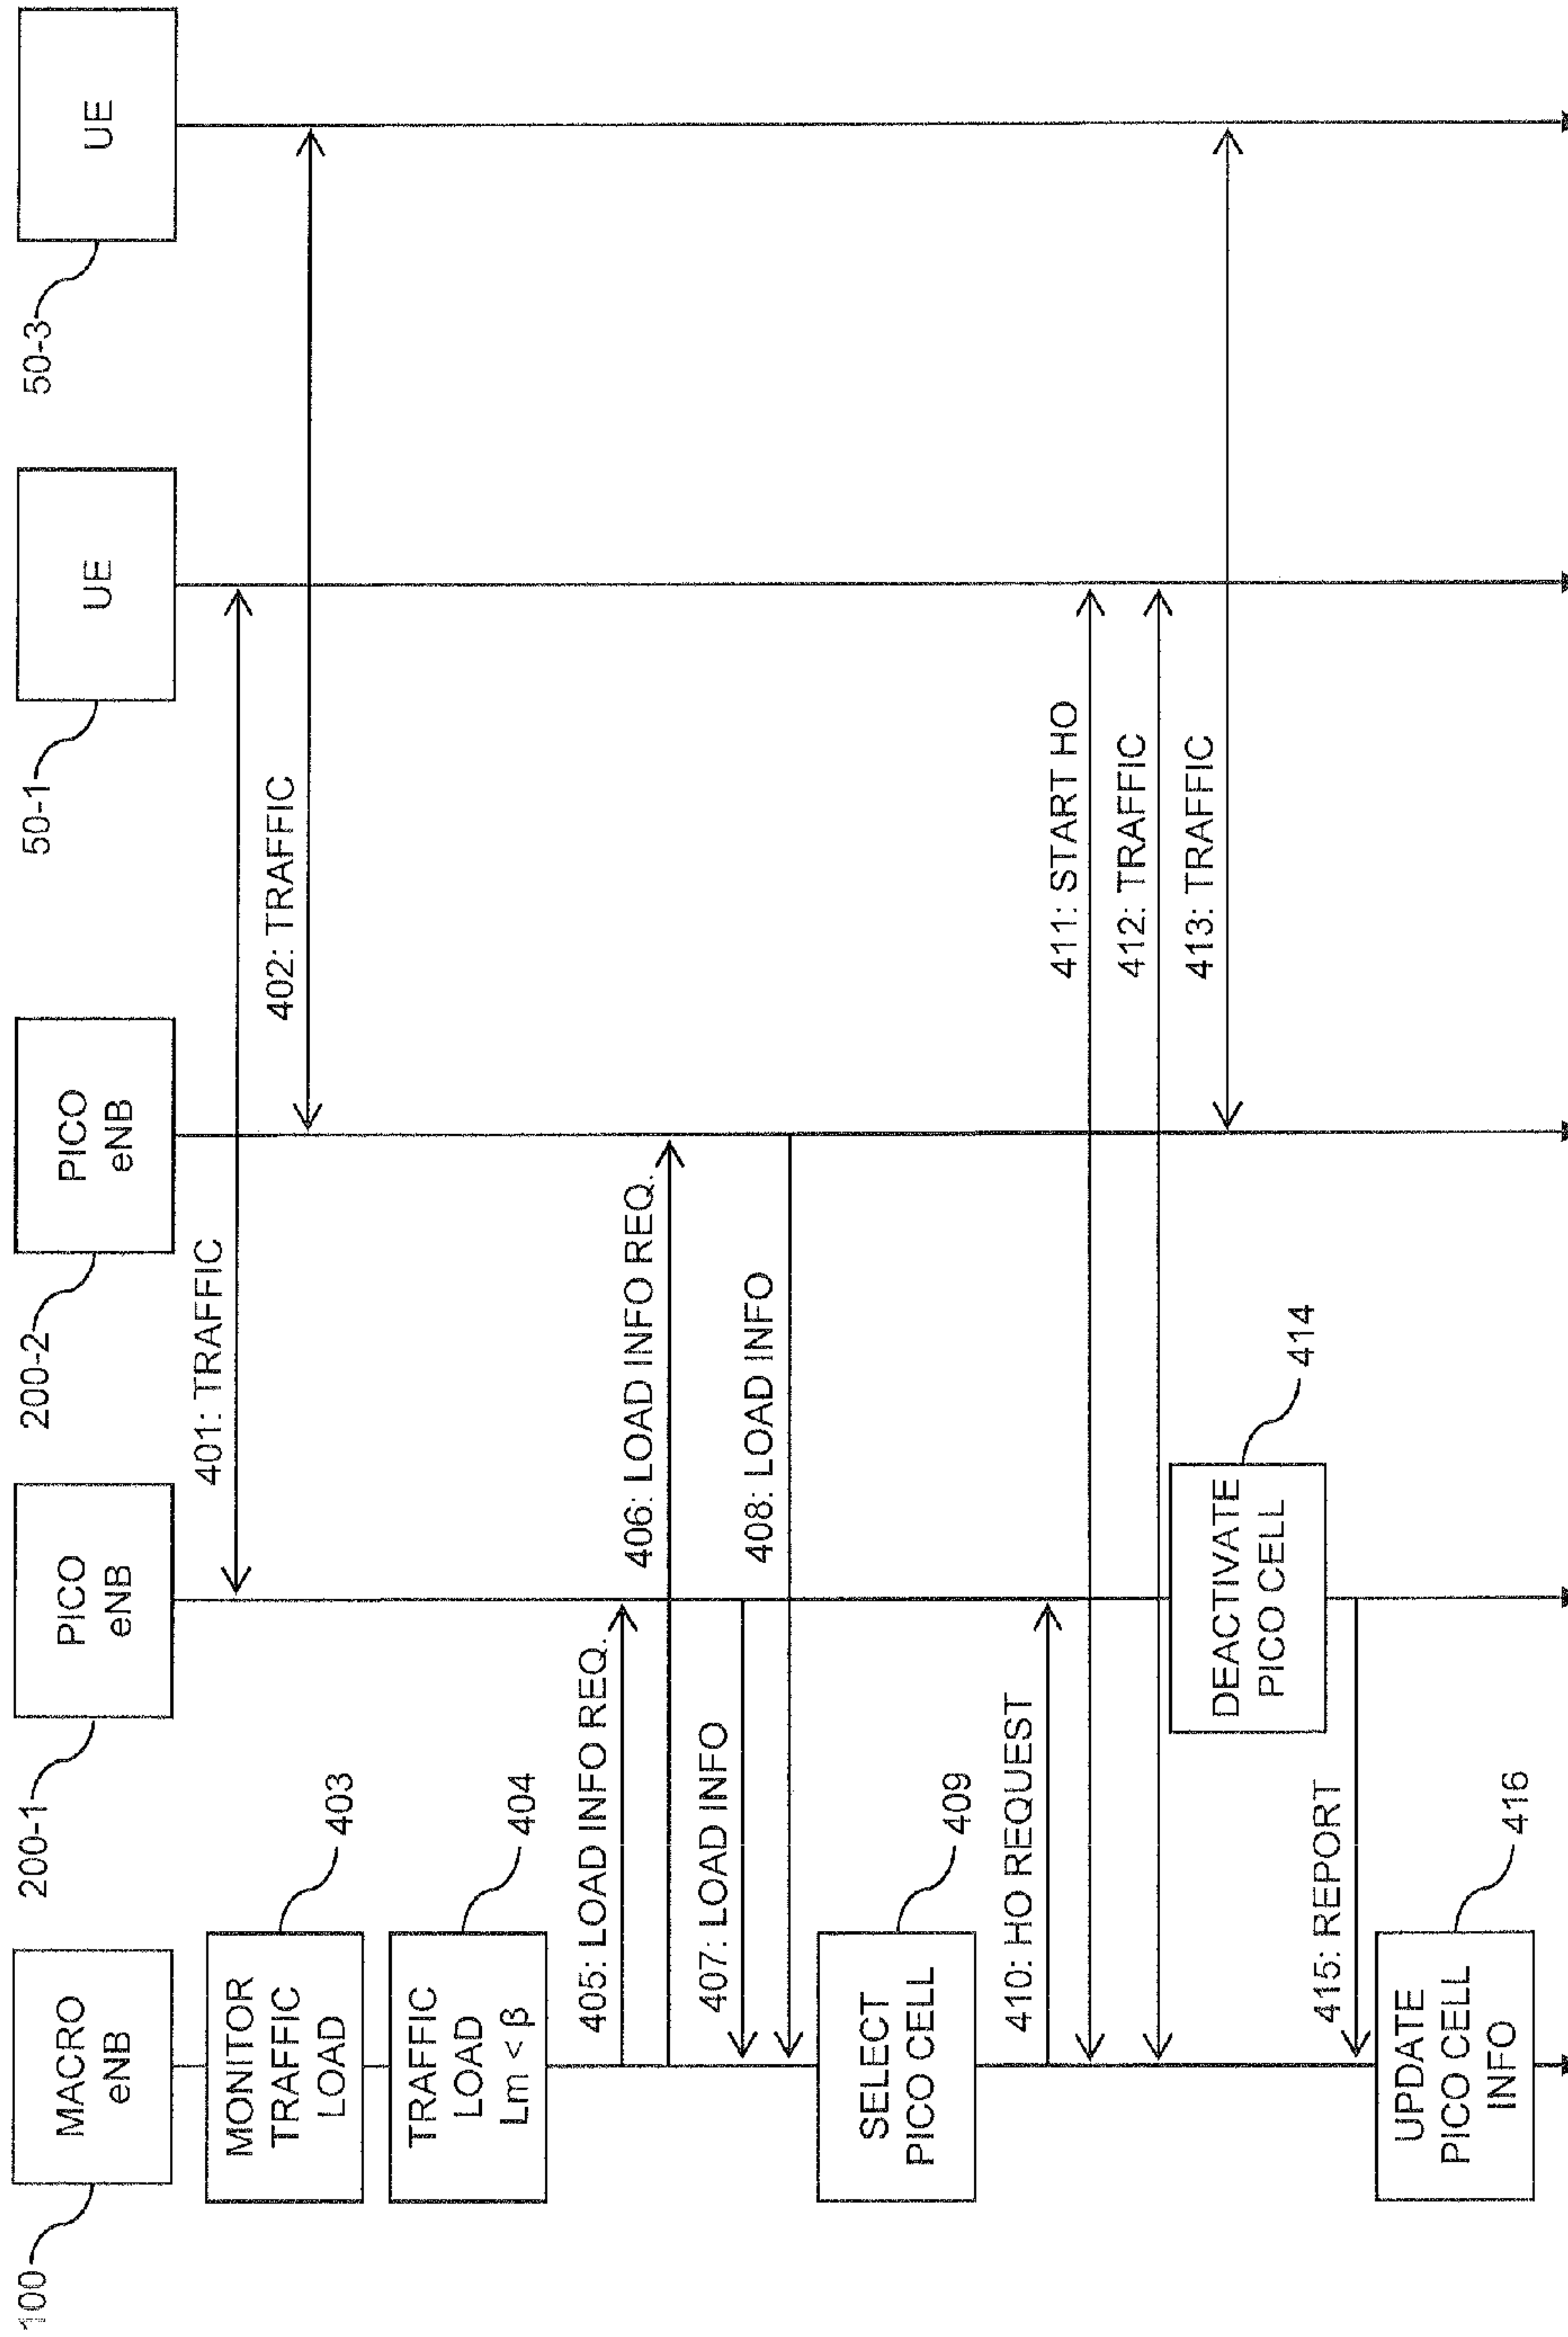 100
MACRO
eNB
200-1
PICO
eNB
200-2
PICO
eNB
50-1
UE
50-3
UE
401: TRAFFIC
402: TRAFFIC
MONITOR
TRAFFIC
LOAD
403
TRAFFIC
LOAD
Lm < β
404
405: LOAD INFO REQ.
406: LOAD INFO REQ.
407: LOAD INFO
408: LOAD INFO
SELECT
PICO CELL
409
410: HO REQUEST
411: START HO
412: TRAFFIC
413: TRAFFIC
DEACTIVATE
PICO CELL
414
415: REPORT
UPDATE
PICO CELL
INFO
416